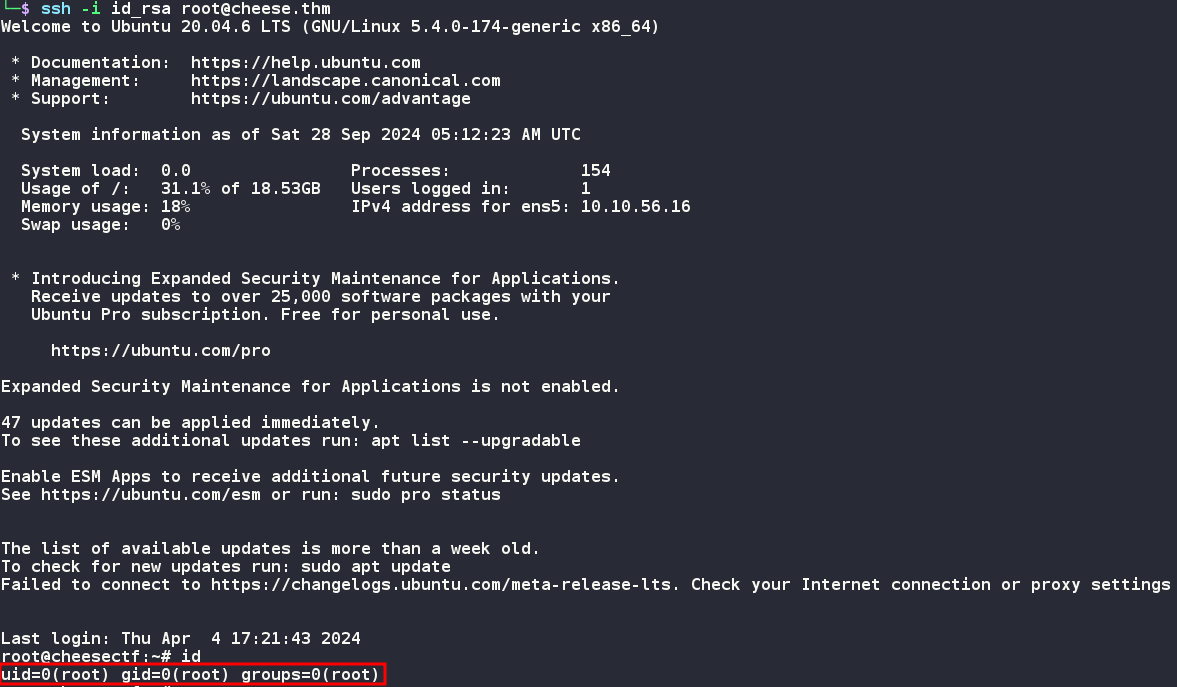 └─$ ssh -i id_rsa root@cheese.thm
Welcome to Ubuntu 20.04.6 LTS (GNU/Linux 5.4.0-174-generic x86_64)
* Documentation:  https://help.ubuntu.com
* Management:     https://landscape.canonical.com
* Support:        https://ubuntu.com/advantage
System information as of Sat 28 Sep 2024 05:12:23 AM UTC
System load:  0.0                Processes:             154
Usage of /:   31.1% of 18.53GB   Users logged in:       1
Memory usage: 18%                IPv4 address for ens5: 10.10.56.16
Swap usage:   0%
* Introducing Expanded Security Maintenance for Applications.
Receive updates to over 25,000 software packages with your
Ubuntu Pro subscription. Free for personal use.
https://ubuntu.com/pro
Expanded Security Maintenance for Applications is not enabled.
47 updates can be applied immediately.
To see these additional updates run: apt list --upgradable
Enable ESM Apps to receive additional future security updates.
See https://ubuntu.com/esm or run: sudo pro status
The list of available updates is more than a week old.
To check for new updates run: sudo apt update
Failed to connect to https://changelogs.ubuntu.com/meta-release-lts. Check your Internet connection or proxy settings
Last login: Thu Apr  4 17:21:43 2024
root@cheesectf:~# id
uid=0(root) gid=0(root) groups=0(root)